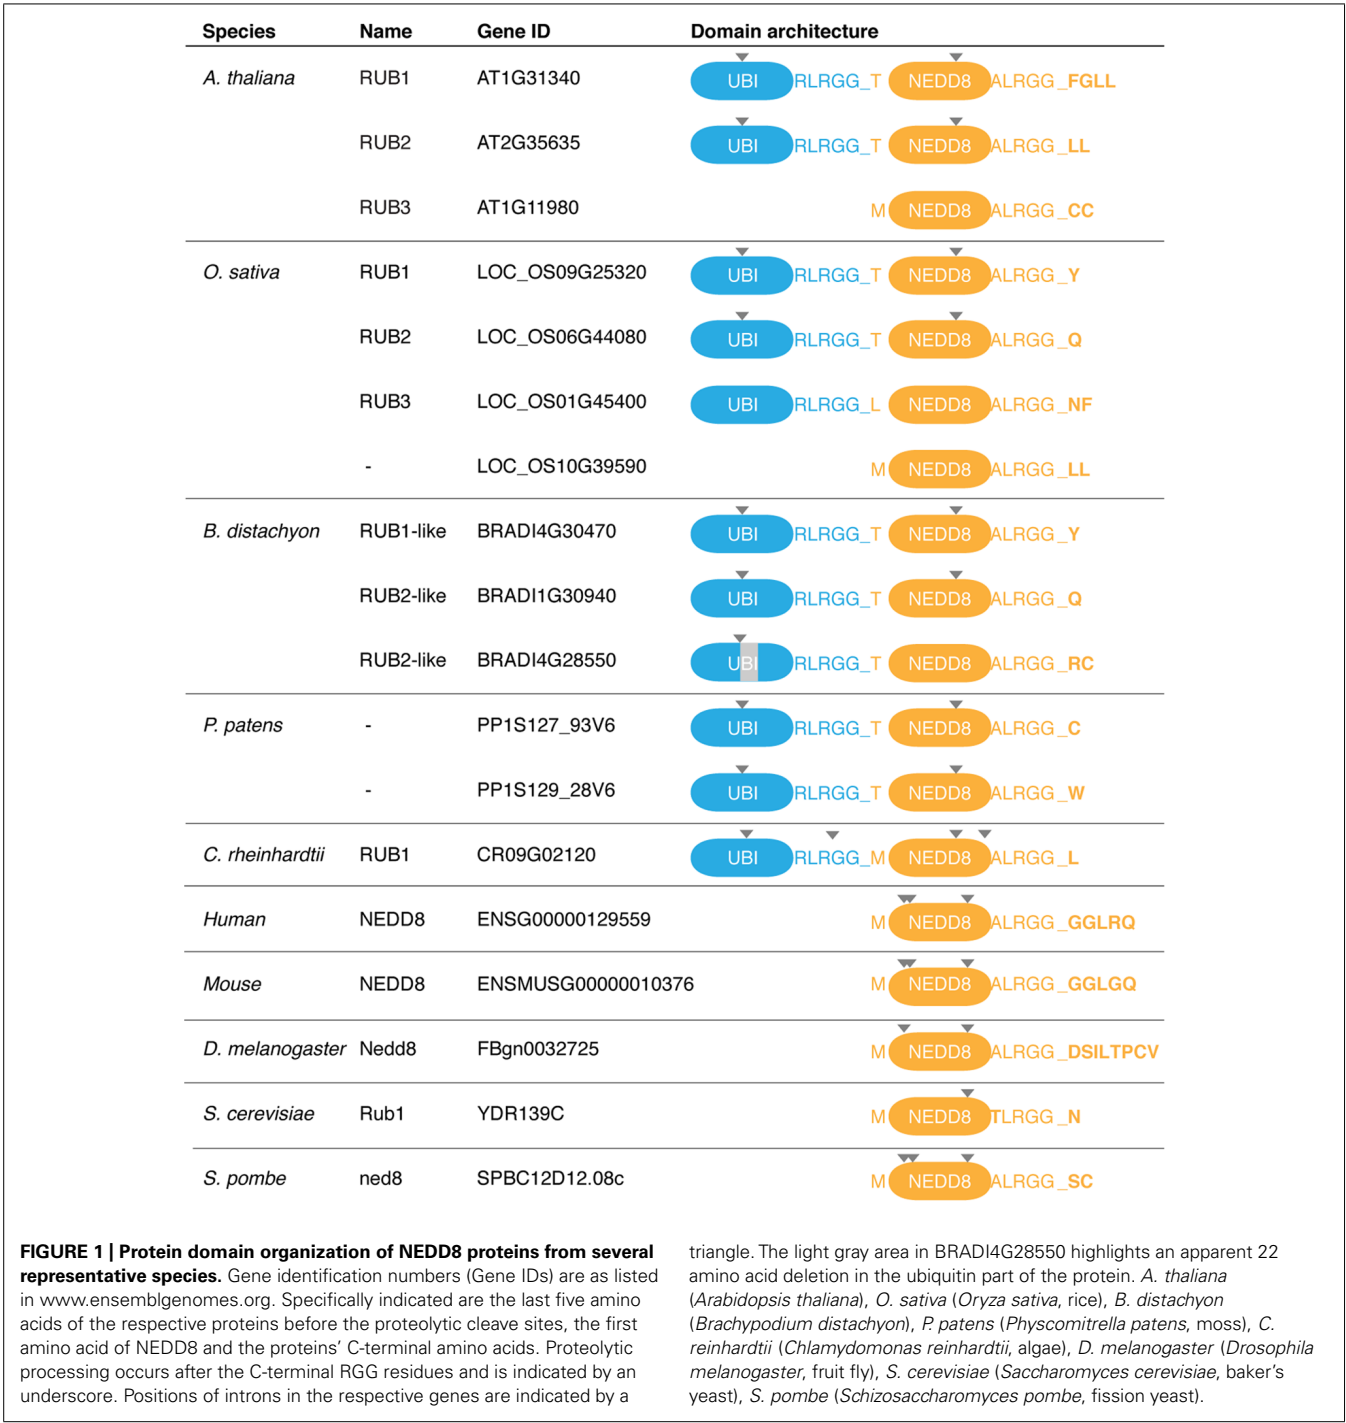 Species Name Gene ID Domain architecture
A. thaliana RUB1 AT1G31340 UBI RLRGG_T NEDD8 ALRGG_FGLL
RUB2 AT2G35635 UBI RLRGG_T NEDD8 ALRGG_LL
RUB3 AT1G11980 M NEDD8 ALRGG_CC
O. sativa RUB1 LOC_OS09G25320 UBI RLRGG_T NEDD8 ALRGG_Y
RUB2 LOC_OS06G44080 UBI RLRGG_T NEDD8 ALRGG_Q
RUB3 LOC_OS01G45400 UBI RLRGG_L NEDD8 ALRGG_NF
- LOC_OS10G39590 M NEDD8 ALRGG_LL
B. distachyon RUB1-like BRADI4G30470 UBI RLRGG_T NEDD8 ALRGG_Y
RUB2-like BRADI1G30940 UBI RLRGG_T NEDD8 ALRGG_Q
RUB2-like BRADI4G28550 UBI RLRGG_T NEDD8 ALRGG_RC
P. patens - PP1S127_93V6 UBI RLRGG_T NEDD8 ALRGG_C
- PP1S129_28V6 UBI RLRGG_T NEDD8 ALRGG_W
C. rheinhardtii RUB1 CR09G02120 UBI RLRGG_M NEDD8 ALRGG_L
Human NEDD8 ENSG00000129559 M NEDD8 ALRGG_GGLRQ
Mouse NEDD8 ENSMUSG00000010376 M NEDD8 ALRGG_GGLGQ
D. melanogaster Nedd8 FBgn0032725 M NEDD8 ALRGG_DSILTPCV
S. cerevisiae Rub1 YDR139C M NEDD8 TLRGG_N
S. pombe ned8 SPBC12D12.08c M NEDD8 ALRGG_SC
FIGURE 1 | Protein domain organization of NEDD8 proteins from several
representative species. Gene identification numbers (Gene IDs) are as listed
in www.ensemblgenomes.org. Specifically indicated are the last five amino
acids of the respective proteins before the proteolytic cleave sites, the first
amino acid of NEDD8 and the proteins' C-terminal amino acids. Proteolytic
processing occurs after the C-terminal RGG residues and is indicated by an
underscore. Positions of introns in the respective genes are indicated by a
triangle. The light gray area in BRADI4G28550 highlights an apparent 22
amino acid deletion in the ubiquitin part of the protein. A. thaliana
(Arabidopsis thaliana), O. sativa (Oryza sativa, rice), B. distachyon
(Brachypodium distachyon), P. patens (Physcomitrella patens, moss), C.
reinhardtii (Chlamydomonas reinhardtii, algae), D. melanogaster (Drosophila
melanogaster, fruit fly), S. cerevisiae (Saccharomyces cerevisiae, baker's
yeast), S. pombe (Schizosaccharomyces pombe, fission yeast).